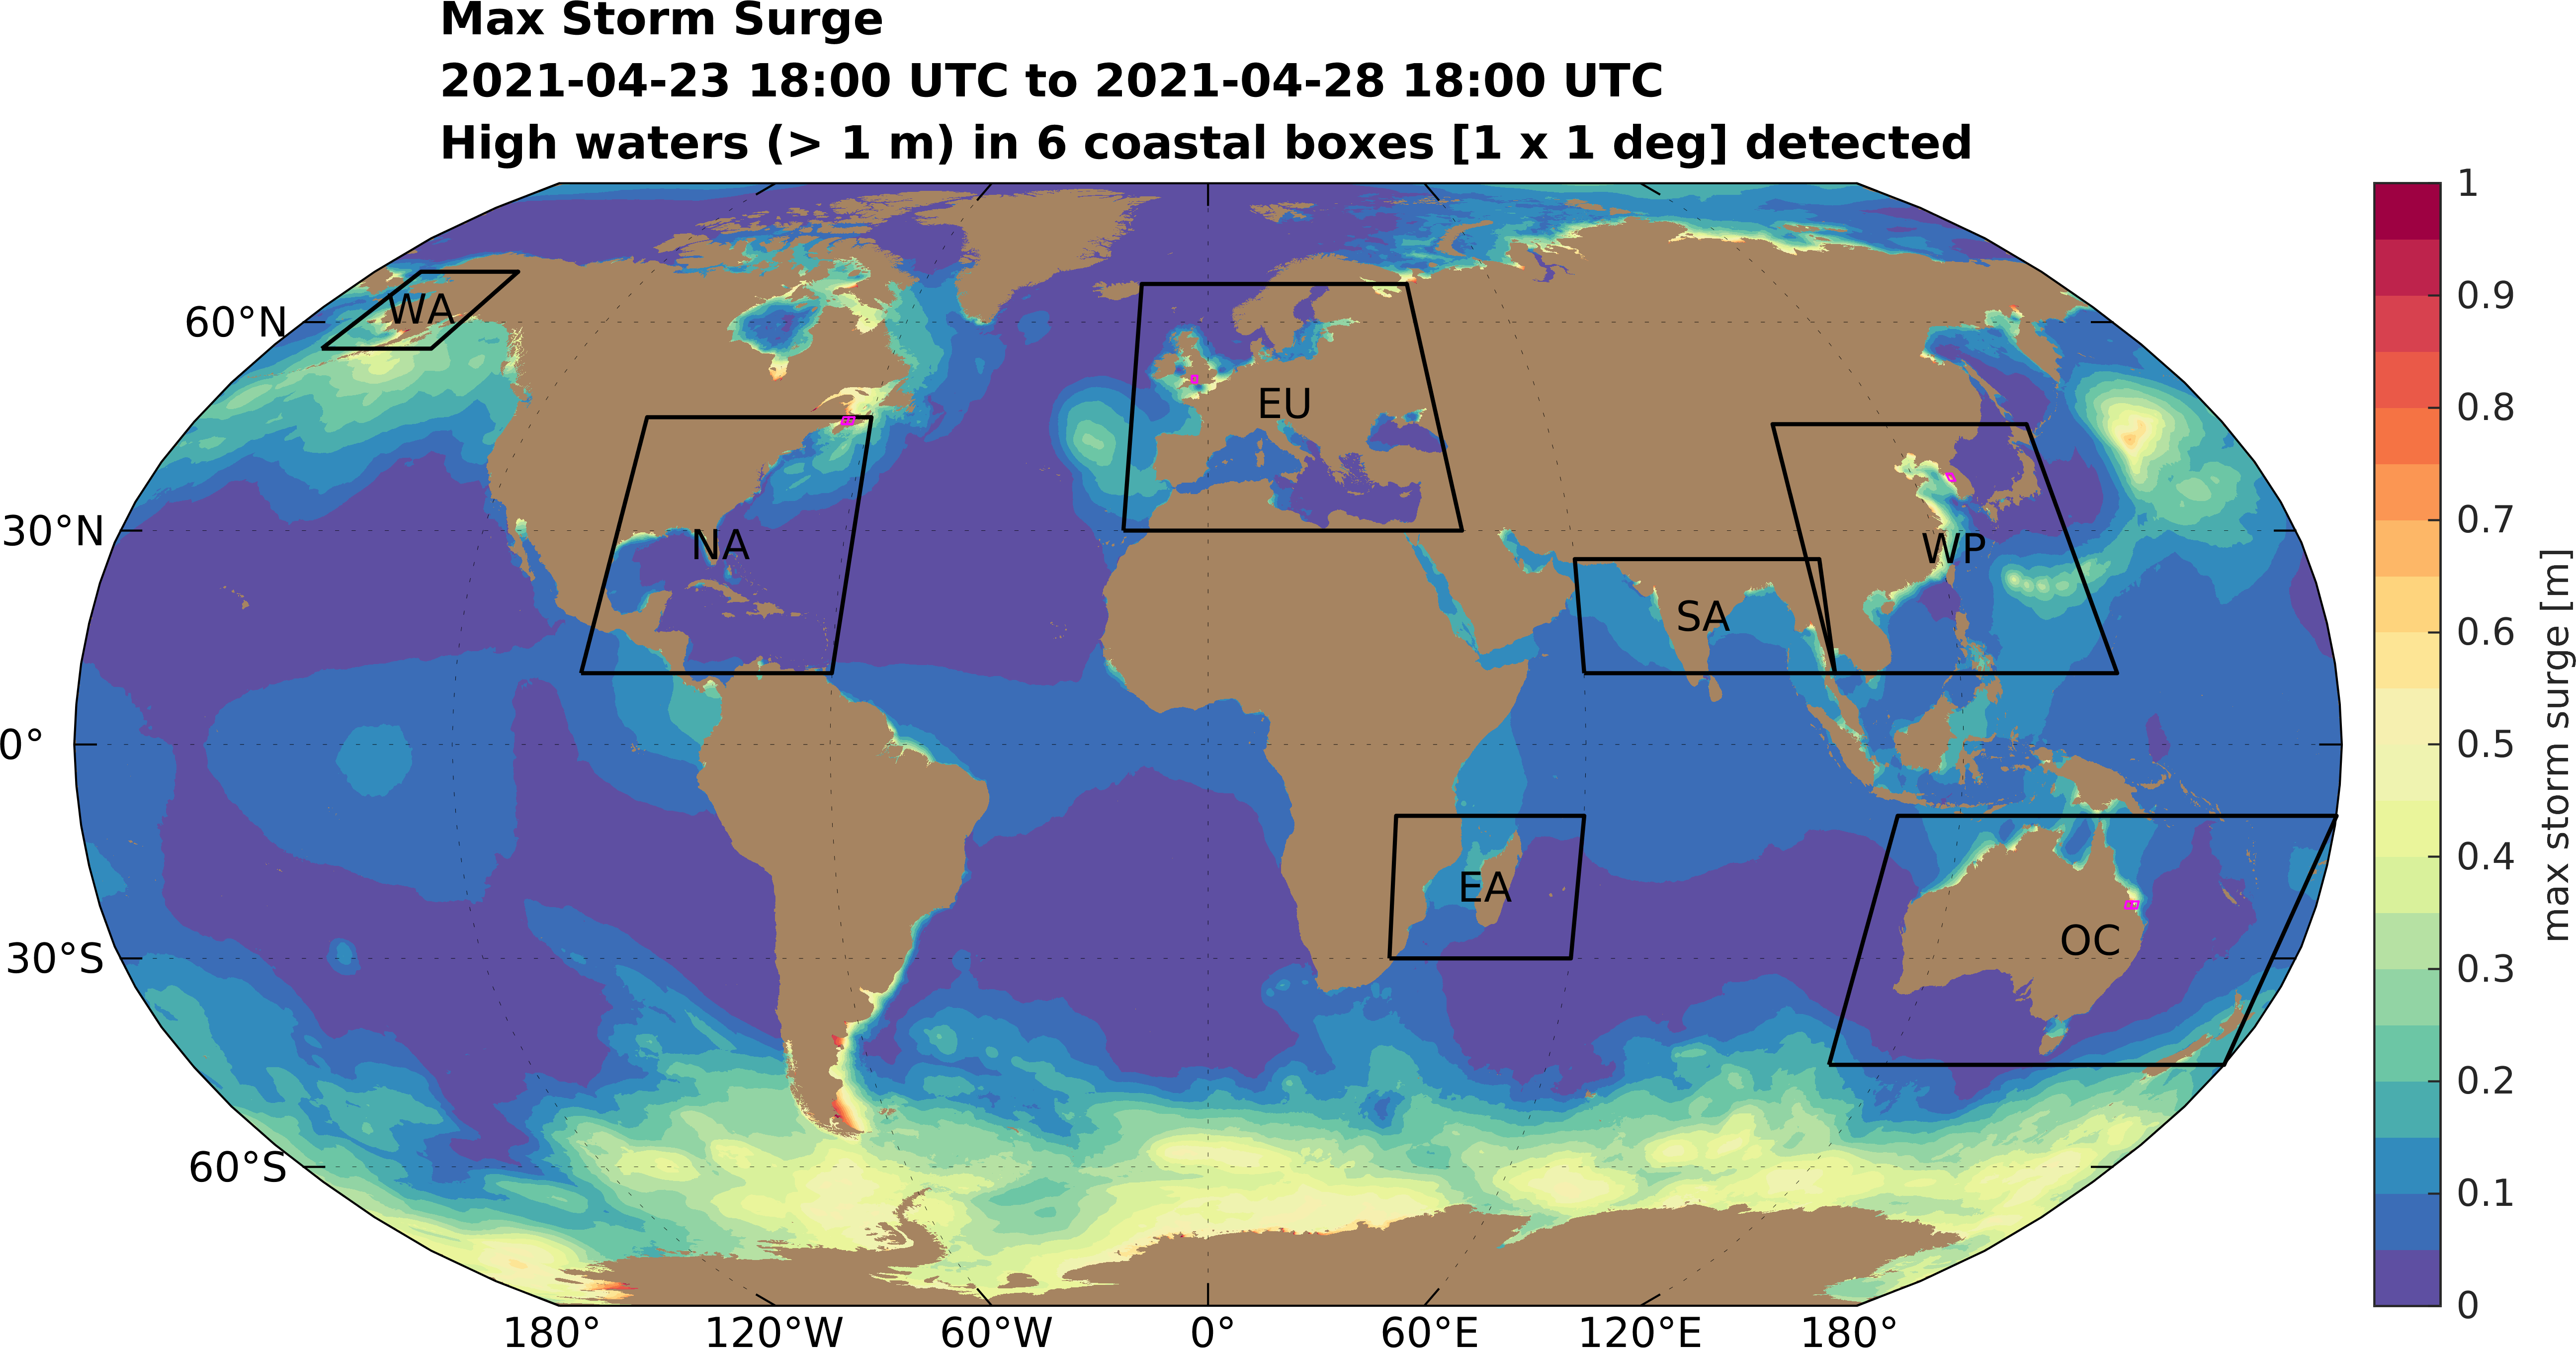 Max Storm Surge
2021-04-23 18:00 UTC to 2021-04-28 18:00 UTC
High waters (> 1 m) in 6 coastal boxes [1 x 1 deg] detected
60°N
30°N
0°
30°S
60°S
WA
NA
EU
SA
WP
EA
OC
180°
120°W
60°W
0°
60°E
120°E
180°
1
0.9
0.8
0.7
0.6
0.5
0.4
0.3
0.2
0.1
0
max storm surge [m]